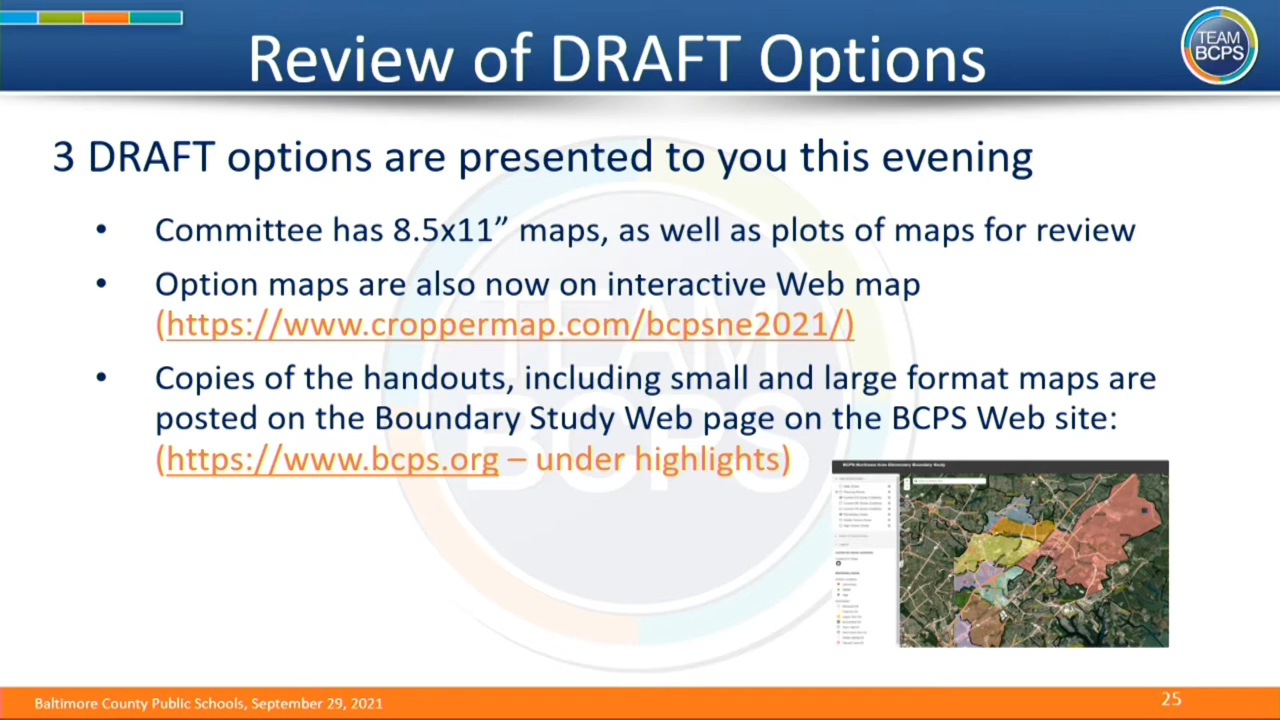 Review of DRAFT Options
TEAM
BCPS
3 DRAFT options are presented to you this evening
• Committee has 8.5x11” maps, as well as plots of maps for review
• Option maps are also now on interactive Web map
(https://www.croppermap.com/bcpsne2021/)
• Copies of the handouts, including small and large format maps are
posted on the Boundary Study Web page on the BCPS Web site:
(https://www.bcps.org – under highlights)
TEAM
BCPS
Baltimore County Public Schools, September 29, 2021
25